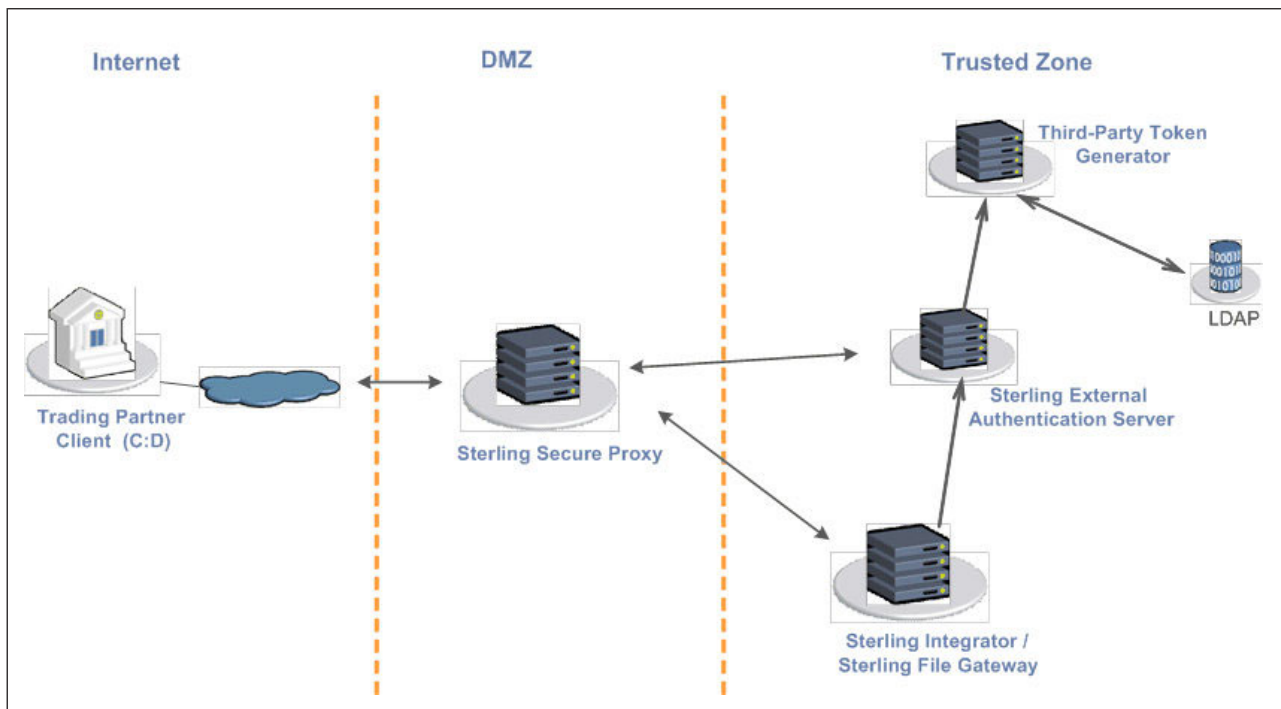 Internet
DMZ
Trusted Zone
Third-Party Token
Generator
LDAP
Trading Partner
Client (C:D)
Sterling Secure Proxy
Sterling External
Authentication Server
Sterling Integrator /
Sterling File Gateway